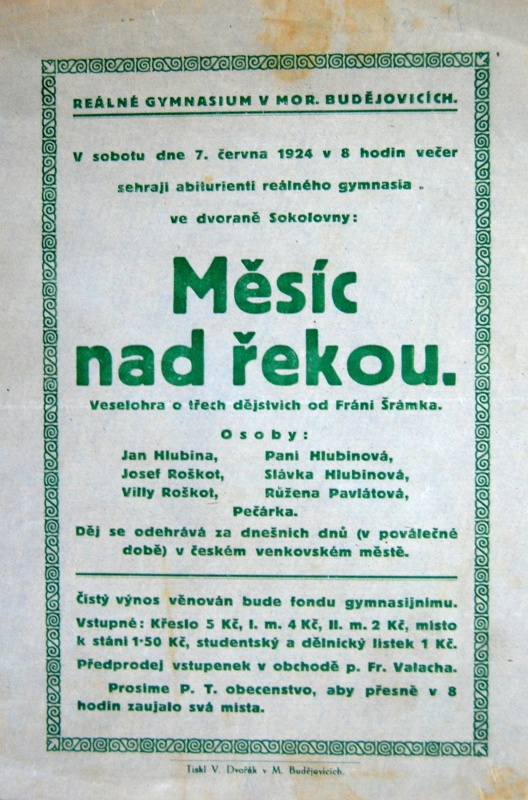 REÁLNÉ GYMNASIUM V MOR. BUDĚJOVICÍCH.
V sobotu dne 7. června 1924 v 8 hodin večer
sehrají abiturienti reálného gymnasia
ve dvoraně Sokolovny:
Měsíc
nad řekou.
Veselohra o třech dějstvích od Fráni Šrámka.
Osoby:
Jan Hlubina, Paní Hlubinová,
Josef Roškot, Slávka Hlubinová,
Villy Roškot, Růžena Pavlátová,
Pečárka.
Děj se odehrává za dnešních dnů (v poválečné
době) v českém venkovském městě.
Čistý výnos věnován bude fondu gymnasijnímu.
Vstupné: Křeslo 5 Kč, I. m. 4 Kč, II. m. 2 Kč, místo
k stání 1·50 Kč, studentský a dělnický lístek 1 Kč.
Předprodej vstupenek v obchodě p. Fr. Valacha.
Prosíme P. T. obecenstvo, aby přesně v 8
hodin zaujalo svá místa.
Tiskl V. Dvořák v M. Budějovicích.